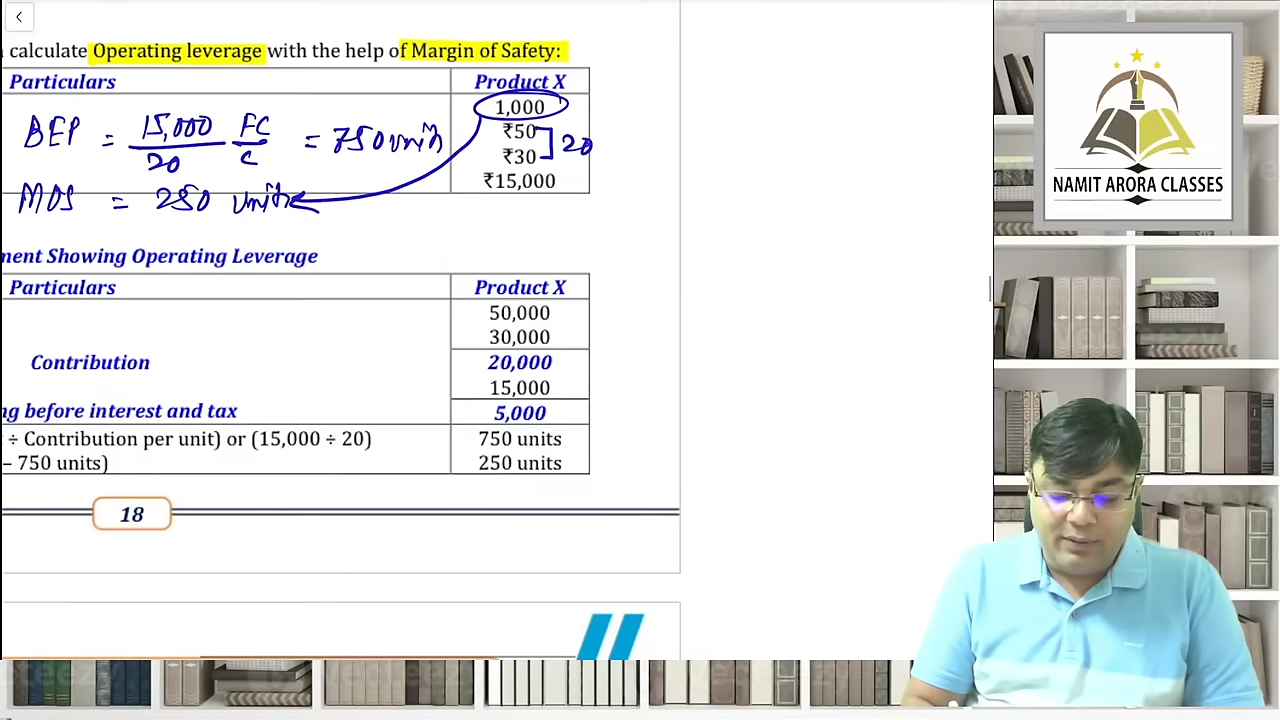 calculate Operating leverage with the help of Margin of Safety:
Particulars Product X
1,000
₹50
₹30
₹15,000
BEP = 15,000 / 20 FC / C = 750 units
] 20
MOS = 250 units
ment Showing Operating Leverage
Particulars Product X
50,000
30,000
Contribution 20,000
15,000
ng before interest and tax 5,000
÷ Contribution per unit) or (15,000 ÷ 20) 750 units
– 750 units) 250 units
18
NAMIT ARORA CLASSES